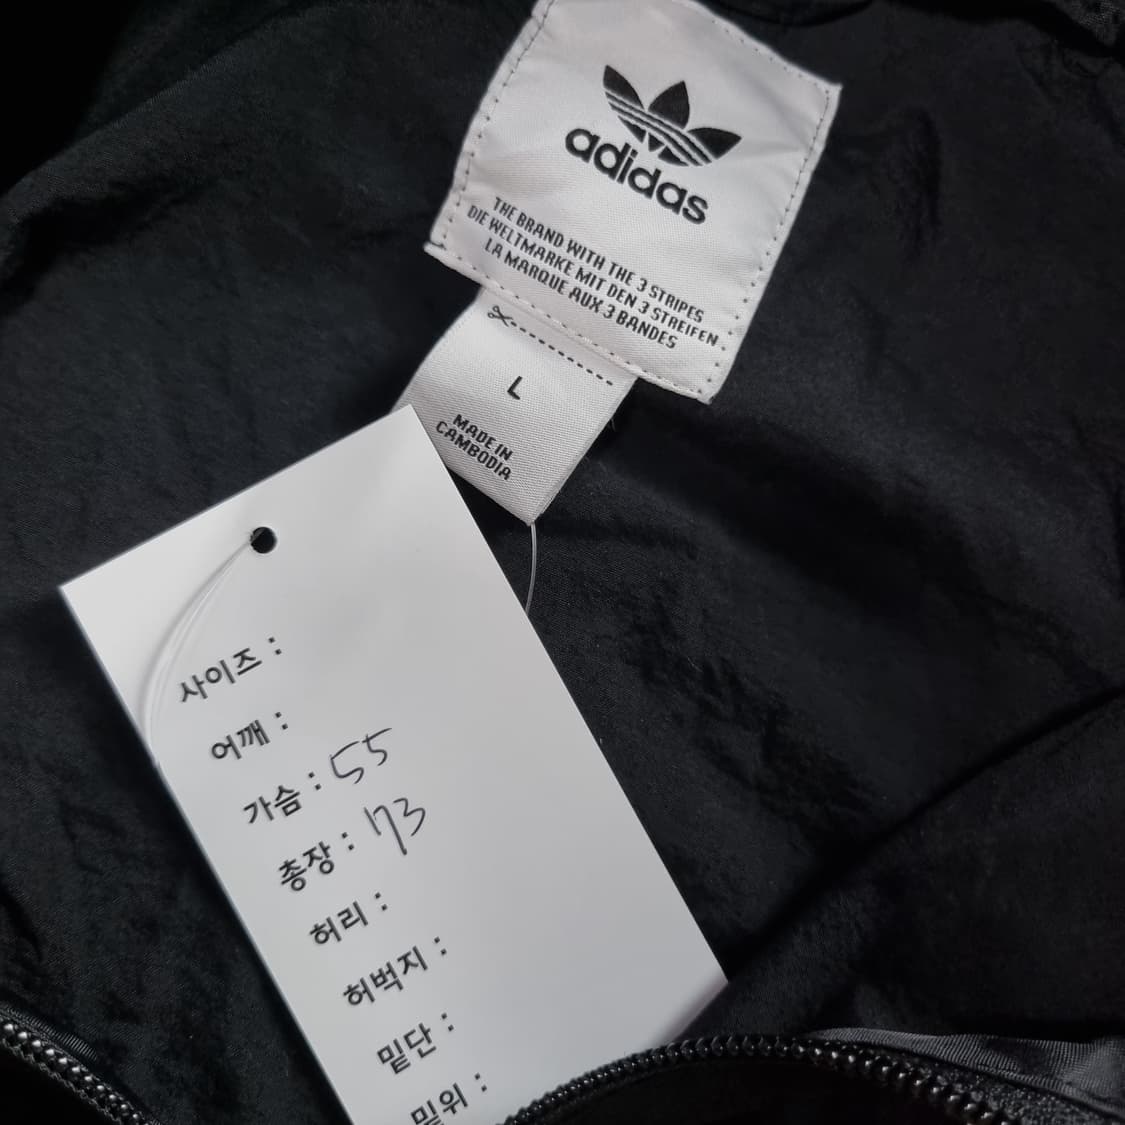 adidas
THE BRAND WITH THE 3 STRIPES
DIE WELTMARKE MIT DEN 3 STREIFEN
LA MARQUE AUX 3 BANDES
L
MADE IN
CAMBODIA
사이즈 :
어깨 :
가슴 : 55
총장 : 73
허리 :
허벅지 :
밑단 :
밑위 :